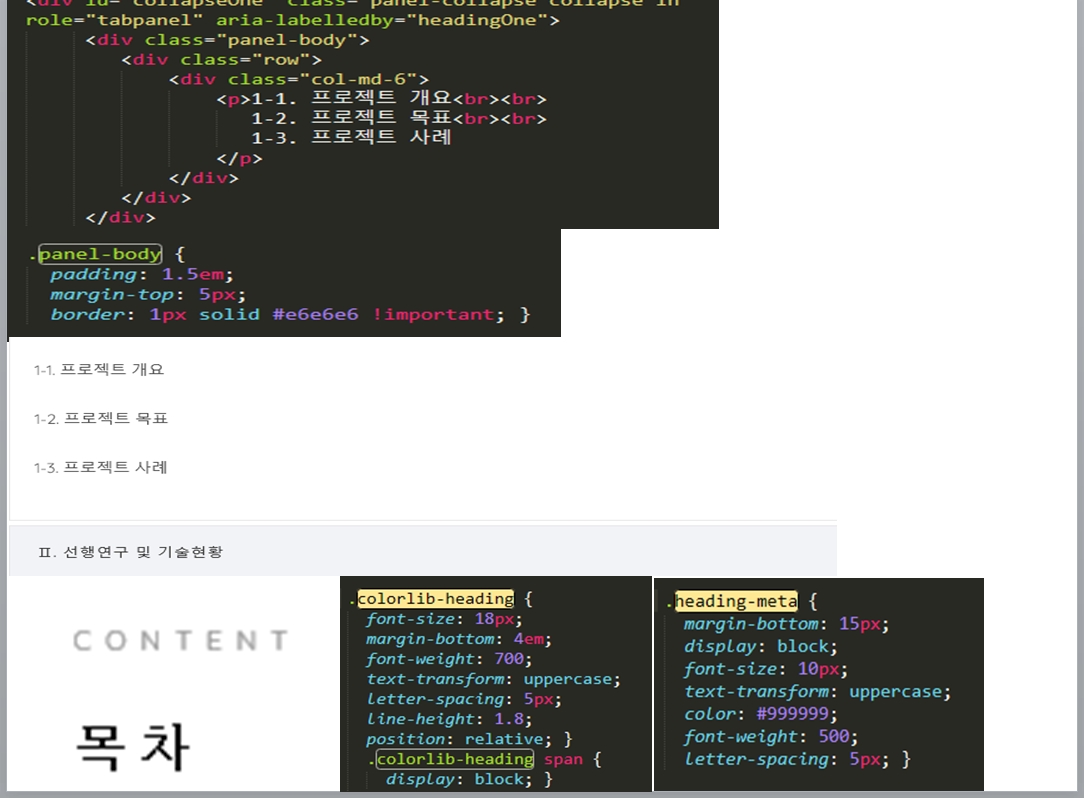 <div id="collapseOne" class="panel-collapse collapse in"
role="tabpanel" aria-labelledby="headingOne">
<div class="panel-body">
<div class="row">
<div class="col-md-6">
<p>1-1. 프로젝트 개요<br><br>
1-2. 프로젝트 목표<br><br>
1-3. 프로젝트 사례
</p>
</div>
</div>
</div>
.panel-body {
padding: 1.5em;
margin-top: 5px;
border: 1px solid #e6e6e6 !important; }
1-1. 프로젝트 개요
1-2. 프로젝트 목표
1-3. 프로젝트 사례
Ⅱ. 선행연구 및 기술현황
CONTENT
목차
.colorlib-heading {
font-size: 18px;
margin-bottom: 4em;
font-weight: 700;
text-transform: uppercase;
letter-spacing: 5px;
line-height: 1.8;
position: relative; }
.colorlib-heading span {
display: block; }
.heading-meta {
margin-bottom: 15px;
display: block;
font-size: 10px;
text-transform: uppercase;
color: #999999;
font-weight: 500;
letter-spacing: 5px; }